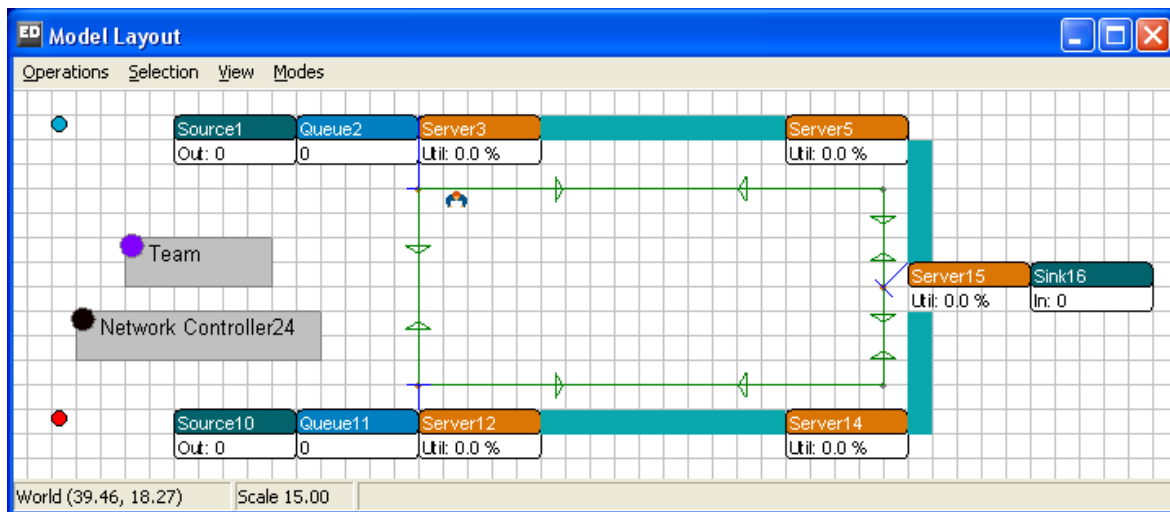 ED Model Layout
Operations Selection View Modes
Source1 Queue2 Server3 Server5
Out: 0 0 Util: 0.0 % Util: 0.0 %
Team
Server15 Sink16
Util: 0.0 % In: 0
Network Controller24
Source10 Queue11 Server12 Server14
Out: 0 0 Util: 0.0 % Util: 0.0 %
World (39.46, 18.27) Scale 15.00